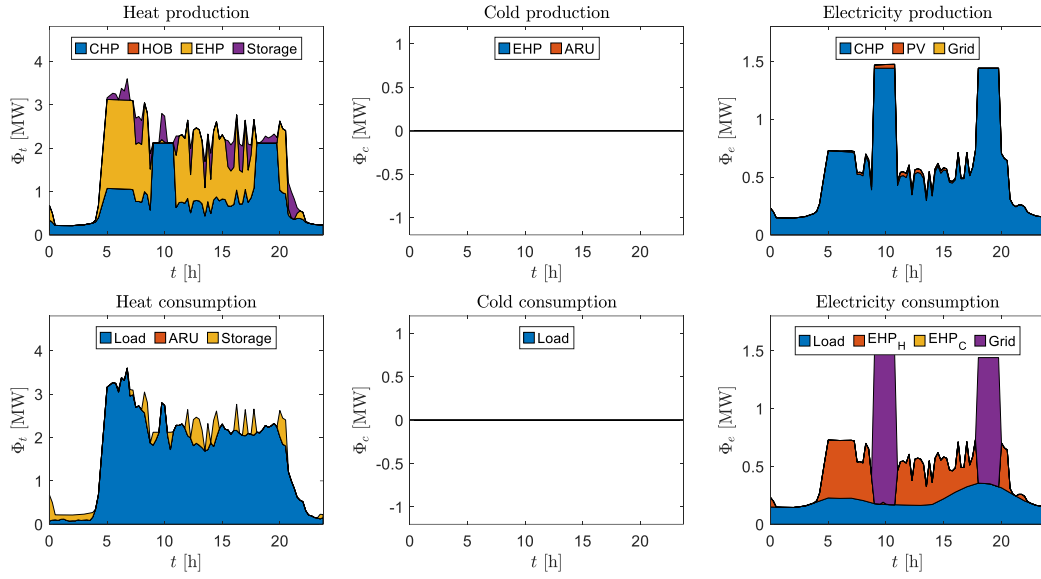 Heat production
CHP HOB EHP Storage
Φt [MW]
4
3
2
1
0
0 5 10 15 20
t [h]
Cold production
EHP ARU
Φc [MW]
1
0.5
0
-0.5
-1
0 5 10 15 20
t [h]
Electricity production
CHP PV Grid
Φe [MW]
1.5
1
0.5
0
0 5 10 15 20
t [h]
Heat consumption
Load ARU Storage
Φt [MW]
4
3
2
1
0
0 5 10 15 20
t [h]
Cold consumption
Load
Φc [MW]
1
0.5
0
-0.5
-1
0 5 10 15 20
t [h]
Electricity consumption
Load EHP_H EHP_C Grid
Φe [MW]
1.5
1
0.5
0
0 5 10 15 20
t [h]